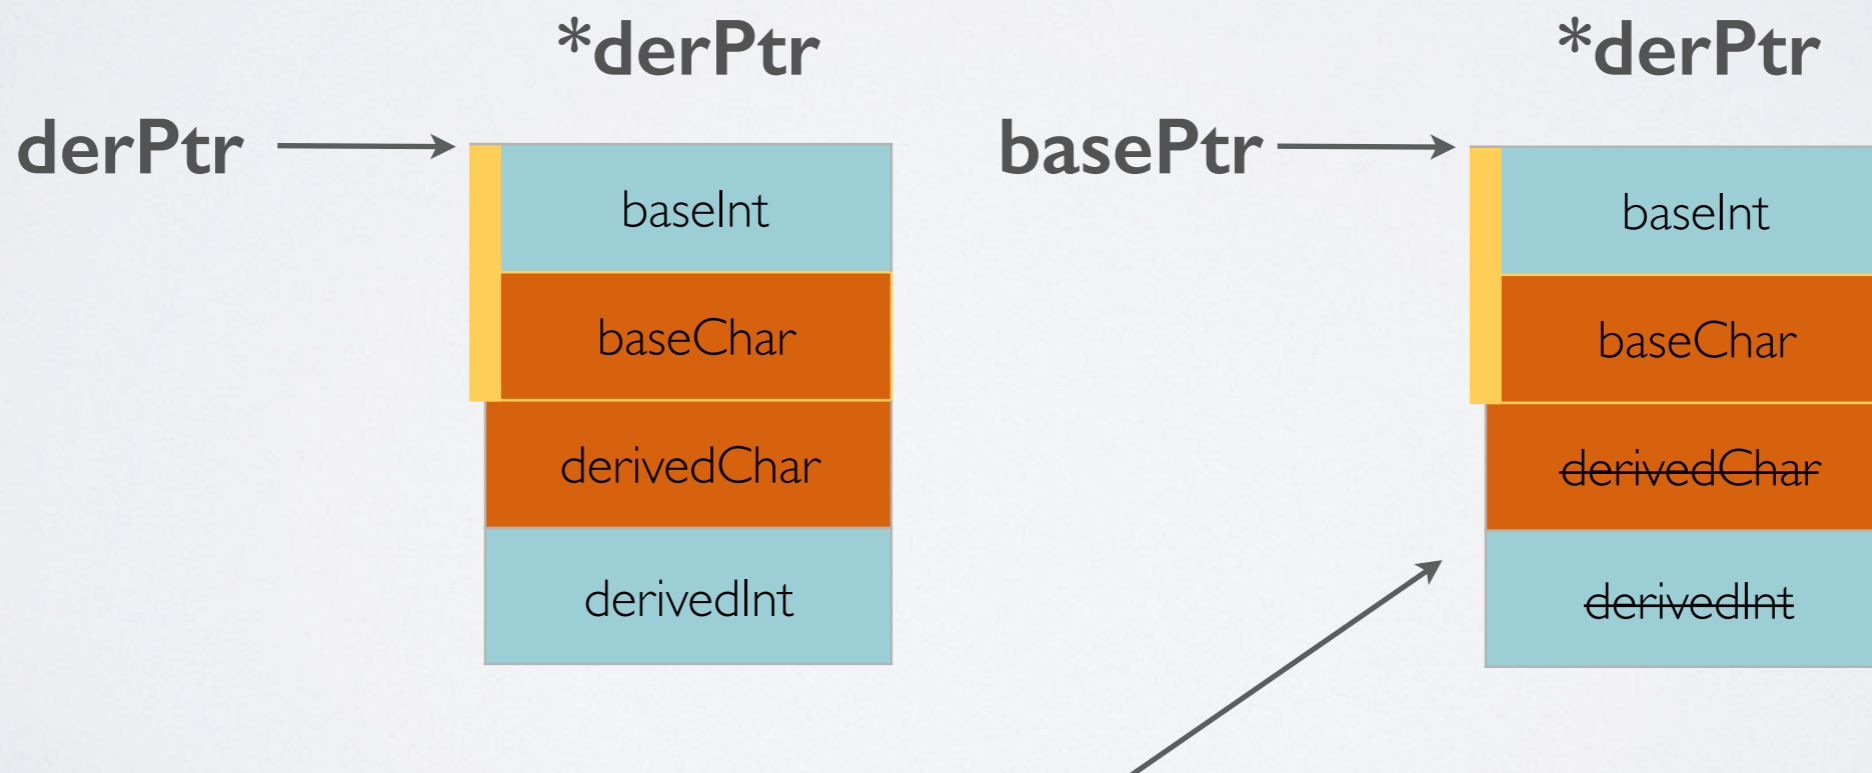 *derPtr
derPtr
baseInt
baseChar
derivedChar
derivedInt
*derPtr
basePtr
baseInt
baseChar
derivedChar
derivedInt